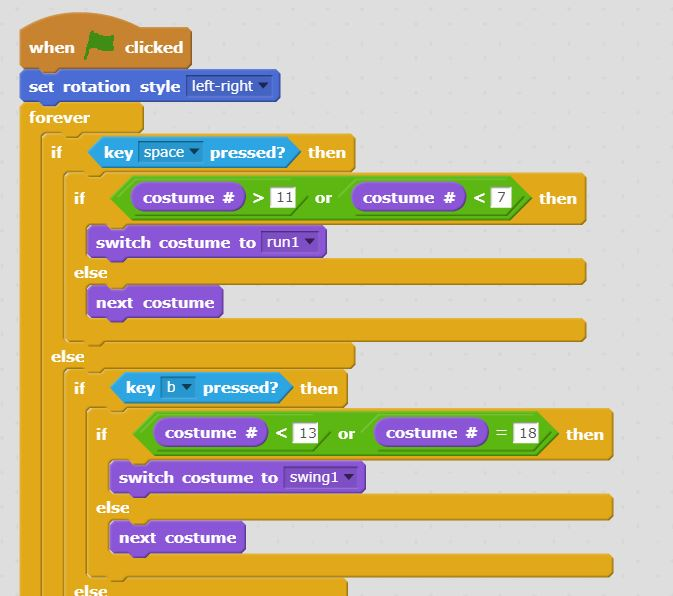 when clicked
set rotation style left-right
forever
if key space pressed? then
if costume # > 11 or costume # < 7 then
switch costume to run1
else
next costume
else
if key b pressed? then
if costume # < 13 or costume # = 18 then
switch costume to swing1
else
next costume
else